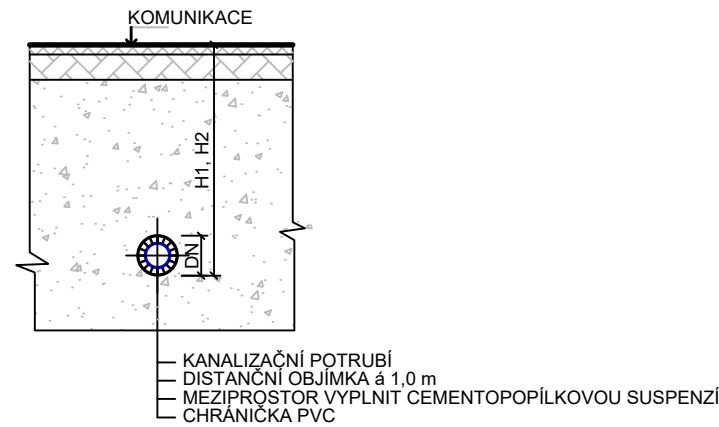 KOMUNIKACE
H1, H2
DN
KANALIZAČNÍ POTRUBÍ
DISTANČNÍ OBJÍMKA á 1,0 m
MEZIPROSTOR VYPLNIT CEMENTOPOPÍLKOVOU SUSPENZÍ
CHRÁNIČKA PVC